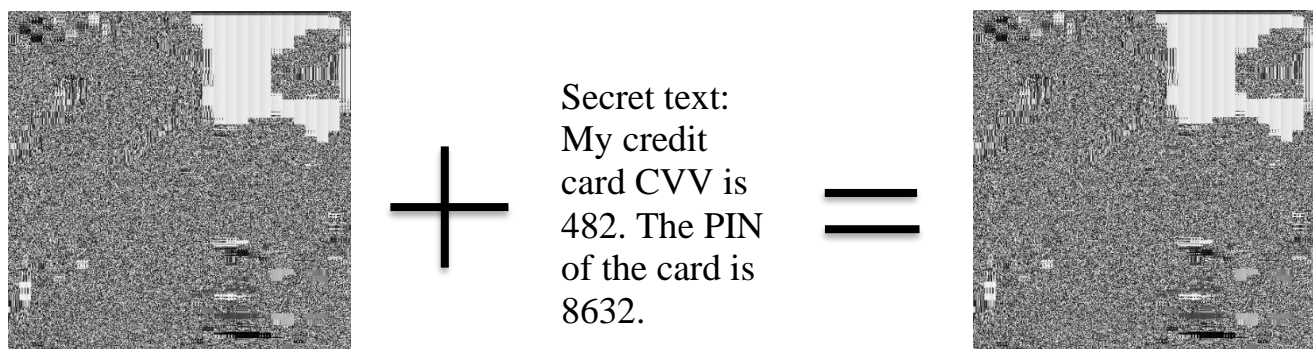 Secret text:
My credit
card CVV is
482. The PIN
of the card is
8632.